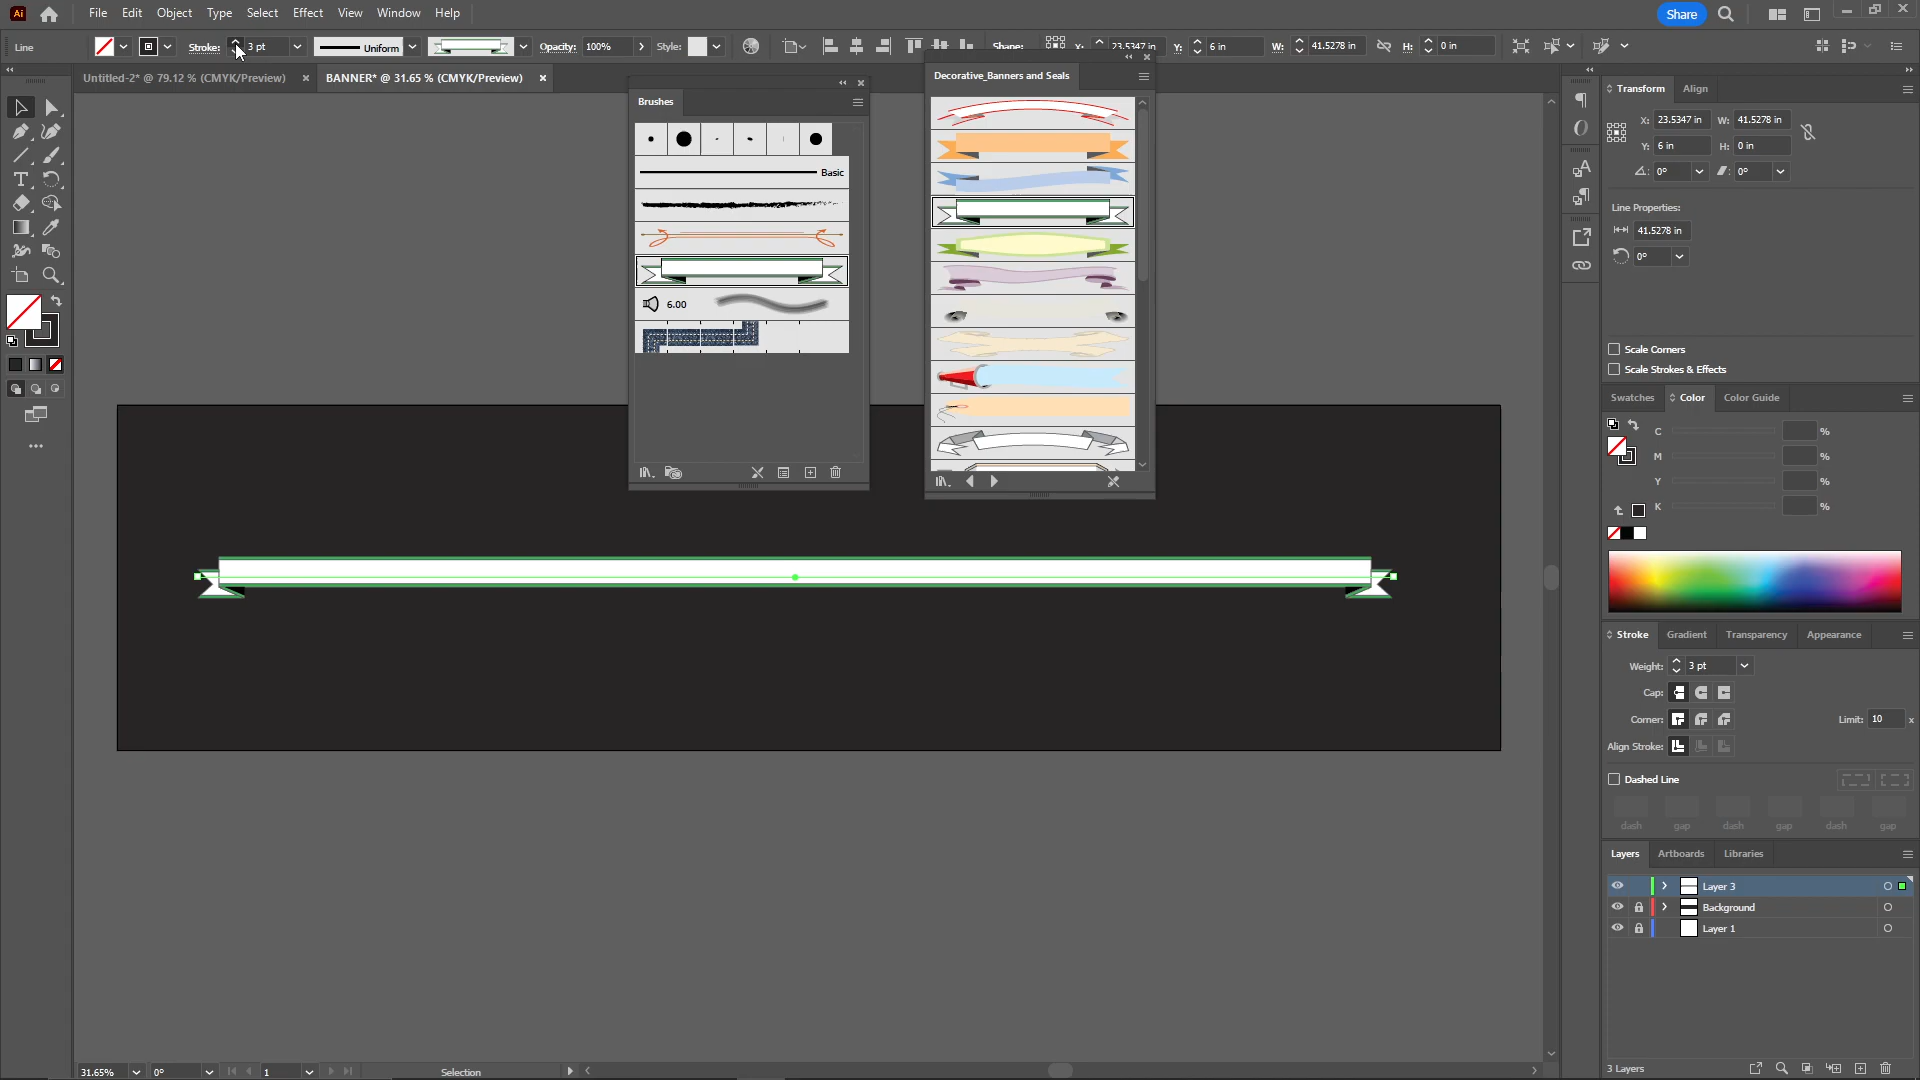 Ai File Edit Object Type Select Effect View Window Help Share
Line Stroke: 3 pt Uniform Opacity: 100% Style: Shape: X: 23.5347 in Y: 6 in W: 41.5278 in H: 0 in
Untitled-2* @ 79.12 % (CMYK/Preview) × BANNER* @ 31.65 % (CMYK/Preview) ×
Brushes
Basic
6.00
Decorative_Banners and Seals
Transform Align
X: 23.5347 in W: 41.5278 in
Y: 6 in H: 0 in
0° 0°
Line Properties:
41.5278 in
0°
Scale Corners
Scale Strokes & Effects
Swatches Color Color Guide
C %
M %
Y %
K %
Stroke Gradient Transparency Appearance
Weight: 3 pt
Cap:
Corner: Limit: 10 x
Align Stroke:
Dashed Line
dash gap dash gap dash gap
Layers Artboards Libraries
Layer 3
Background
Layer 1
3 Layers
31.65% 0° 1 Selection